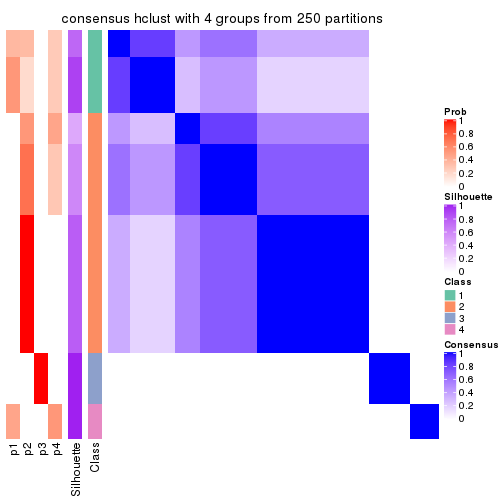 consensus hclust with 4 groups from 250 partitions
Prob
1
0.8
0.6
0.4
0.2
0
Silhouette
1
0.8
0.6
0.4
0.2
0
Class
1
2
3
4
Consensus
1
0.8
0.6
0.4
0.2
0
p1
p2
p3
p4
Silhouette
Class